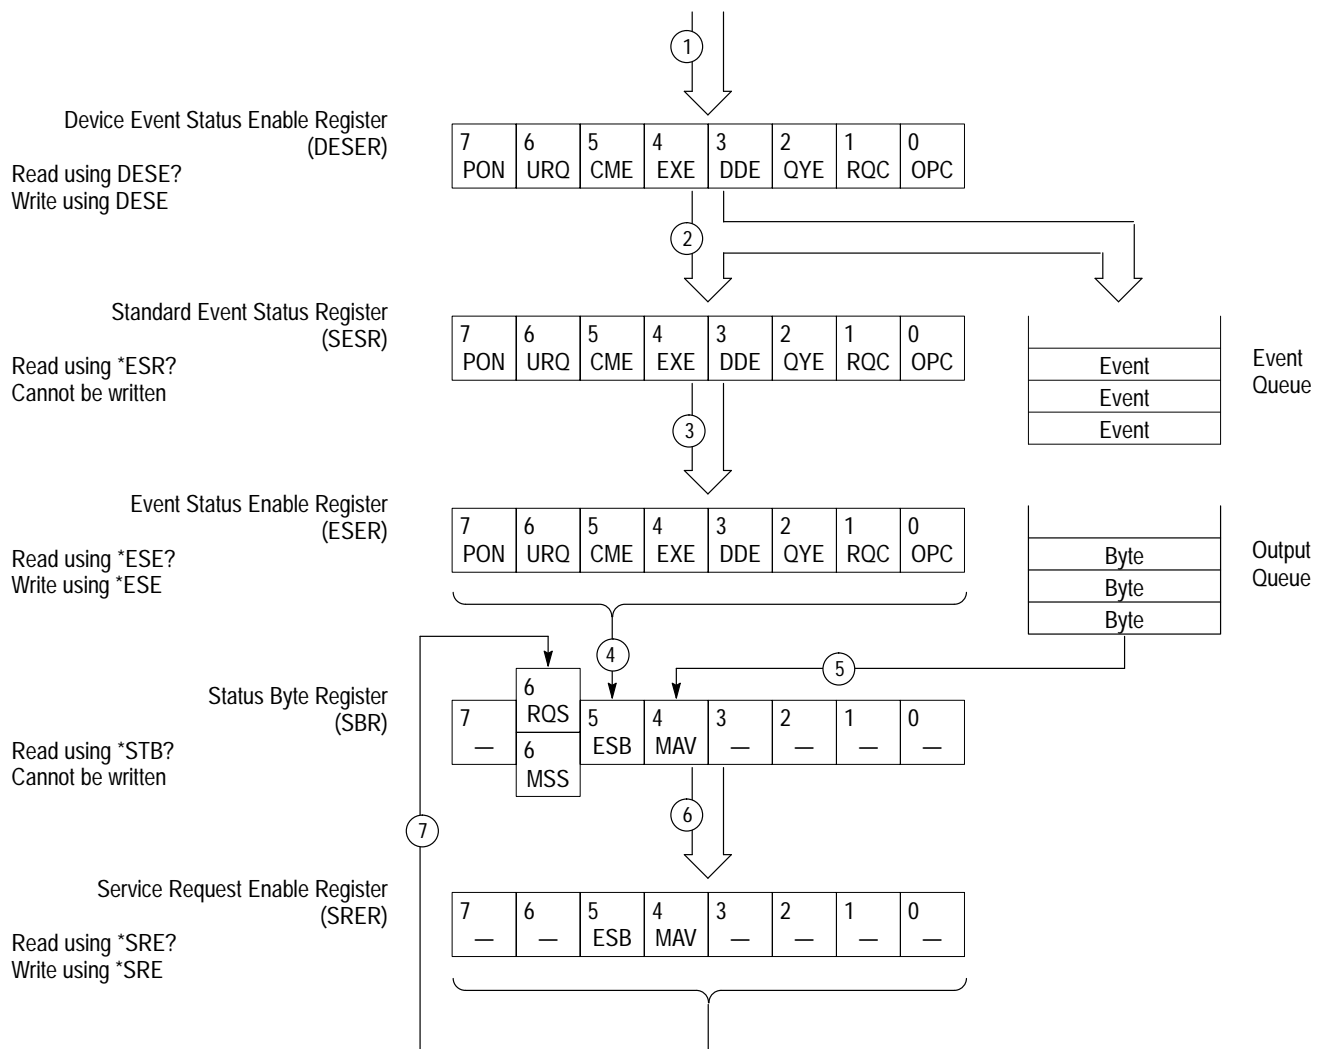 1
Device Event Status Enable Register
(DESER)
Read using DESE?
Write using DESE
7 6 5 4 3 2 1 0
PON URQ CME EXE DDE QYE RQC OPC
2
Standard Event Status Register
(SESR)
Read using *ESR?
Cannot be written
7 6 5 4 3 2 1 0
PON URQ CME EXE DDE QYE RQC OPC
Event
Event
Event
Event
Queue
3
Event Status Enable Register
(ESER)
Read using *ESE?
Write using *ESE
7 6 5 4 3 2 1 0
PON URQ CME EXE DDE QYE RQC OPC
Byte
Byte
Byte
Output
Queue
4
5
Status Byte Register
(SBR)
Read using *STB?
Cannot be written
6
RQS
7 5 4 3 2 1 0
— ESB MAV — — — —
6
MSS
6
7
Service Request Enable Register
(SRER)
Read using *SRE?
Write using *SRE
7 6 5 4 3 2 1 0
— — ESB MAV — — — —